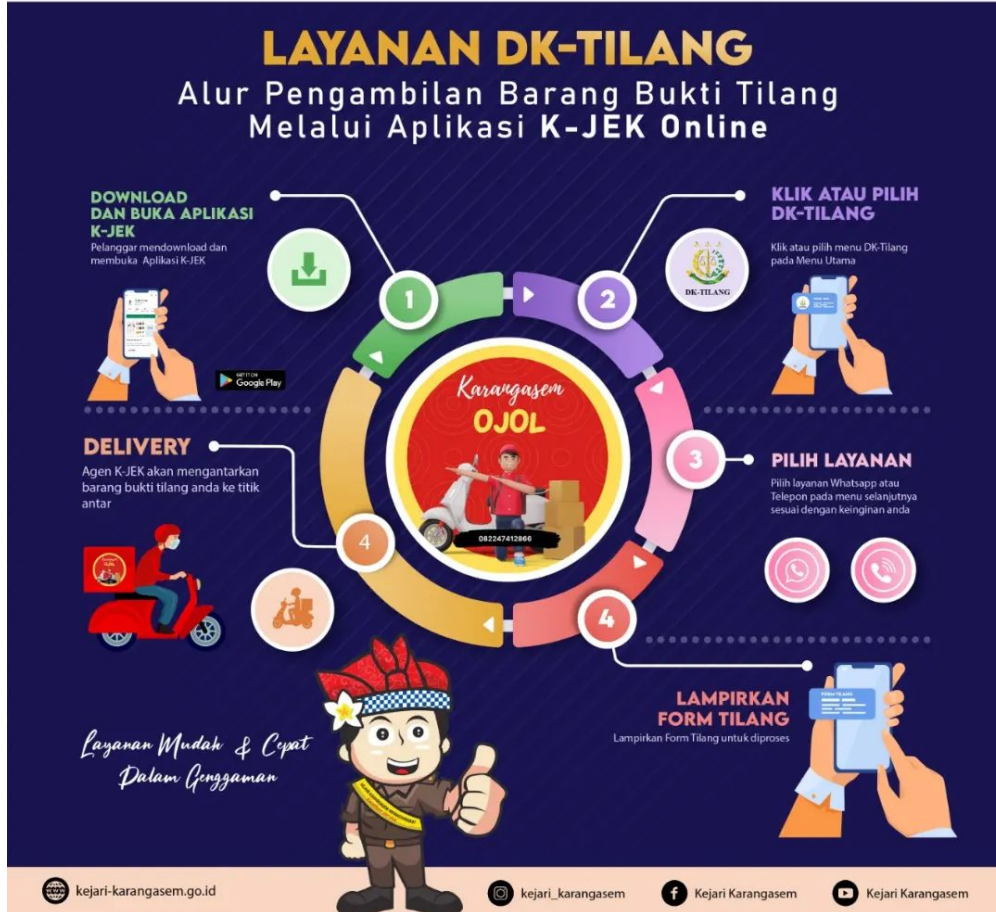 LAYANAN DK-TILANG
Alur Pengambilan Barang Bukti Tilang
Melalui Aplikasi K-JEK Online
DOWNLOAD
DAN BUKA APLIKASI
K-JEK
Pelanggar mendownload dan
membuka Aplikasi K-JEK
GET IT ON
Google Play
1
2
KLIK ATAU PILIH
DK-TILANG
Klik atau pilih menu DK-Tilang
pada Menu Utama
DK-TILANG
Karangasem
OJOL
082247412866
3
PILIH LAYANAN
Pilih layanan Whatsapp atau
Telepon pada menu selanjutnya
sesuai dengan keinginan anda
4
LAMPIRKAN
FORM TILANG
Lampirkan Form Tilang untuk diproses
FORM TILANG
DELIVERY
Agen K-JEK akan mengantarkan
barang bukti tilang anda ke titik
antar
4
Layanan Mudah & Cepat
Dalam Genggaman
kejari-karangasem.go.id
kejari_karangasem
Kejari Karangasem
Kejari Karangasem